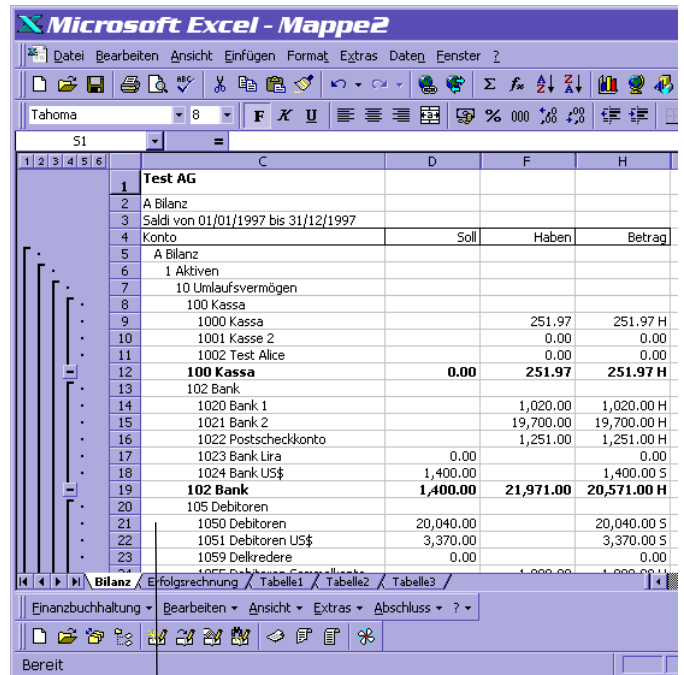 Microsoft Excel - Mappe2
Datei Bearbeiten Ansicht Einfügen Format Extras Daten Fenster ?
ABC Σ fx A Z Z A
Tahoma 8 F K U % 000
S1 =
1 2 3 4 5 6 C D F H
1 Test AG
2 A Bilanz
3 Saldi von 01/01/1997 bis 31/12/1997
4 Konto Soll Haben Betrag
5 A Bilanz
6 1 Aktiven
7 10 Umlaufsvermögen
8 100 Kassa
9 1000 Kassa 251.97 251.97 H
10 1001 Kasse 2 0.00 0.00
11 1002 Test Alice 0.00 0.00
12 100 Kassa 0.00 251.97 251.97 H
13 102 Bank
14 1020 Bank 1 1,020.00 1,020.00 H
15 1021 Bank 2 19,700.00 19,700.00 H
16 1022 Postscheckkonto 1,251.00 1,251.00 H
17 1023 Bank Lira 0.00 0.00
18 1024 Bank US$ 1,400.00 1,400.00 S
19 102 Bank 1,400.00 21,971.00 20,571.00 H
20 105 Debitoren
21 1050 Debitoren 20,040.00 20,040.00 S
22 1051 Debitoren US$ 3,370.00 3,370.00 S
23 1059 Delkredere 0.00 0.00
Bilanz Erfolgsrechnung Tabelle1 Tabelle2 Tabelle3
Finanzbuchhaltung Bearbeiten Ansicht Extras Abschluss ?
Bereit